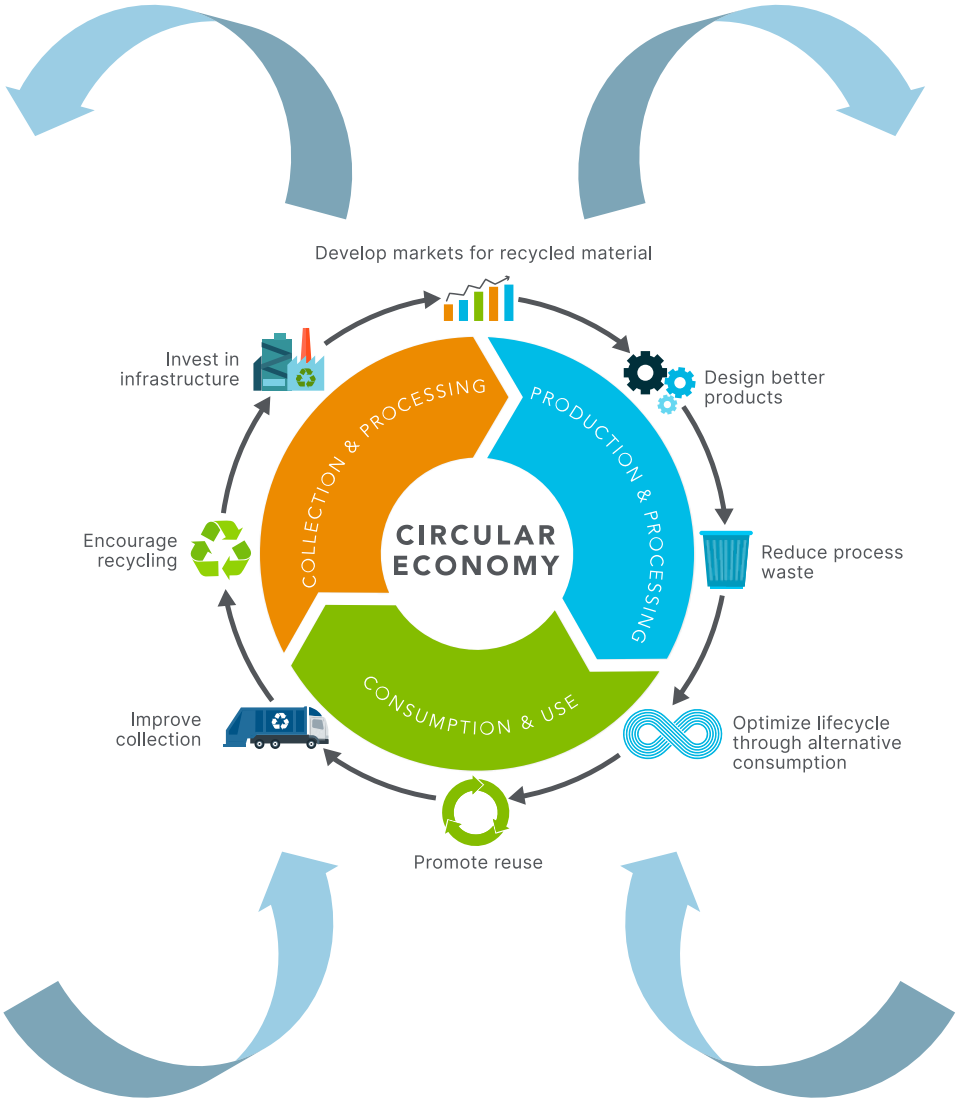 Develop markets for recycled material
Invest in
infrastructure
Design better
products
COLLECTION & PROCESSING
PRODUCTION & PROCESSING
CIRCULAR
ECONOMY
Encourage
recycling
Reduce process
waste
CONSUMPTION & USE
Improve
collection
Optimize lifecycle
through alternative
consumption
Promote reuse